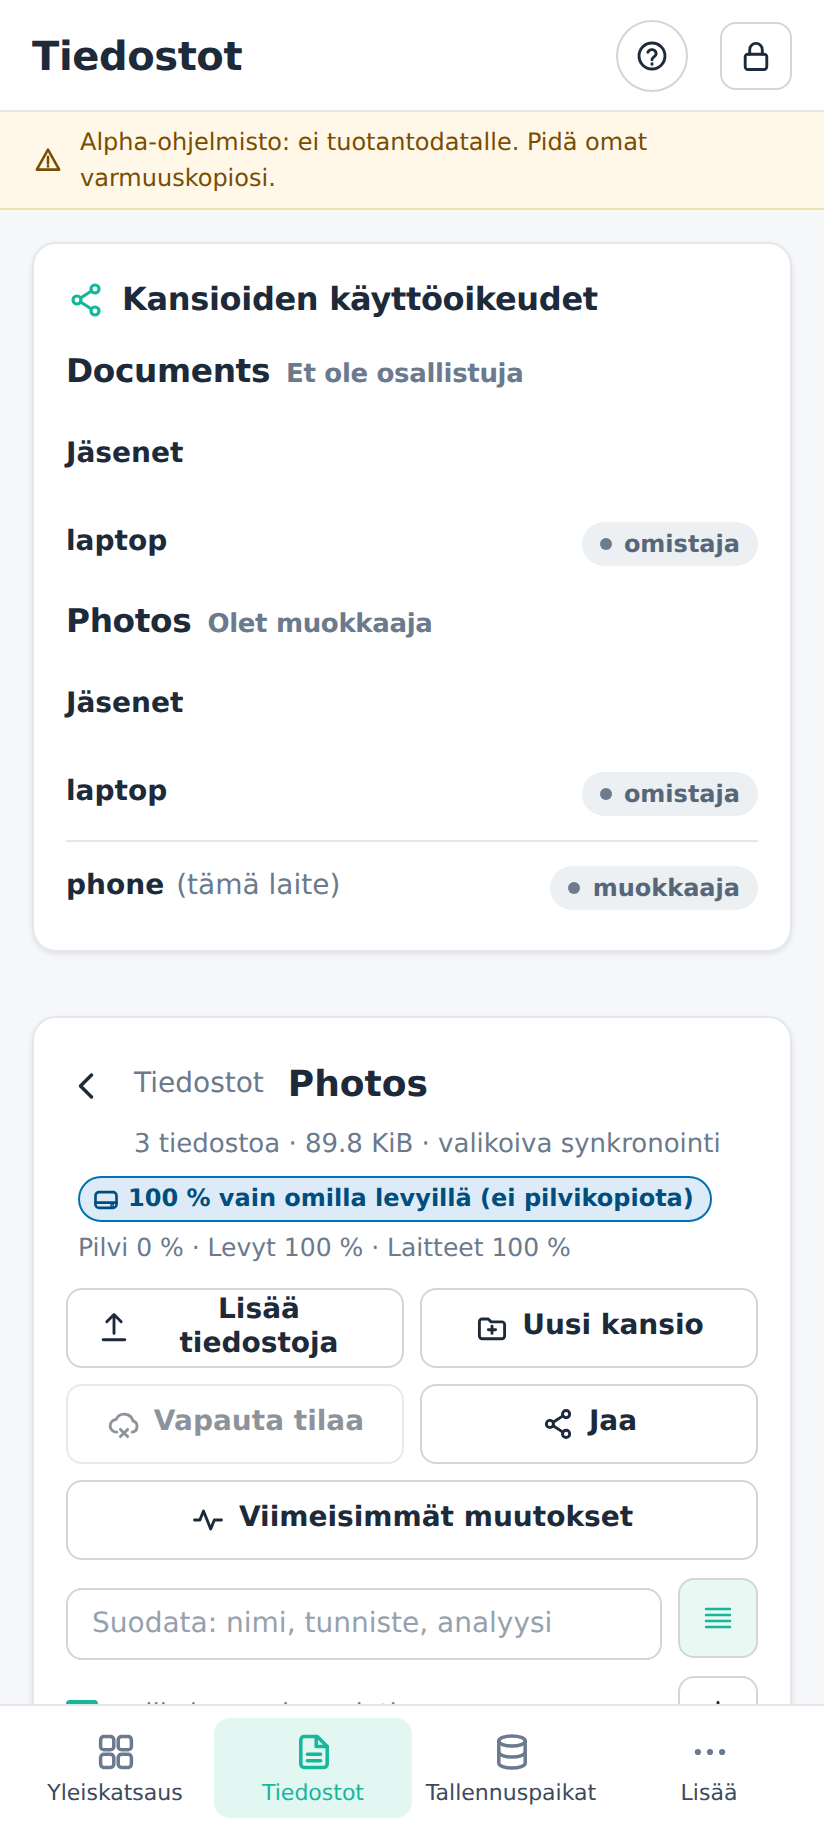 Tiedostot
Alpha-ohjelmisto: ei tuotantodatalle. Pidä omat
varmuuskopiosi.
Kansioiden käyttöoikeudet
Documents Et ole osallistuja
Jäsenet
laptop omistaja
Photos Olet muokkaaja
Jäsenet
laptop omistaja
phone (tämä laite) muokkaaja
Tiedostot Photos
3 tiedostoa · 89.8 KiB · valikoiva synkronointi
100 % vain omilla levyillä (ei pilvikopiota)
Pilvi 0 % · Levyt 100 % · Laitteet 100 %
Lisää
tiedostoja
Uusi kansio
Vapauta tilaa
Jaa
Viimeisimmät muutokset
Suodata: nimi, tunniste, analyysi
Yleiskatsaus
Tiedostot
Tallennuspaikat
Lisää